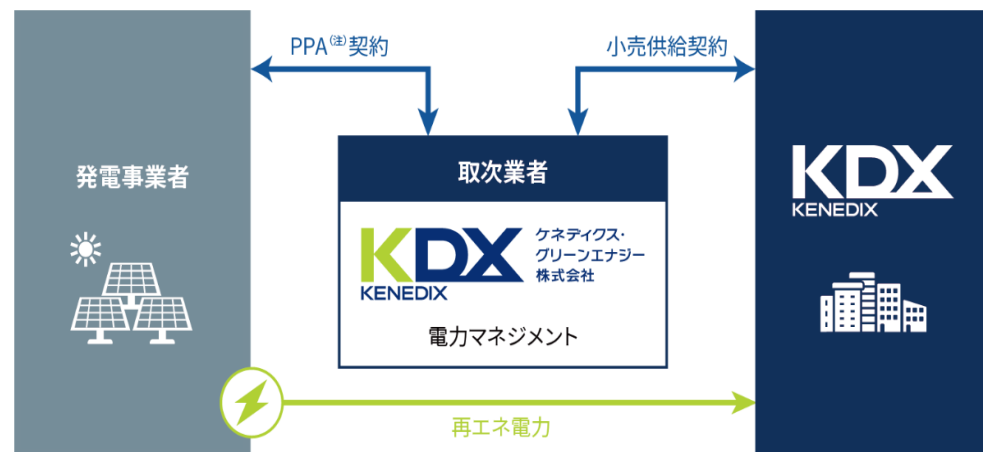 PPA(注)契約
小売供給契約
発電事業者
取次業者
KDX
KENEDIX
ケネディクス・
グリーンエナジー
株式会社
電力マネジメント
KDX
KENEDIX
再エネ電力